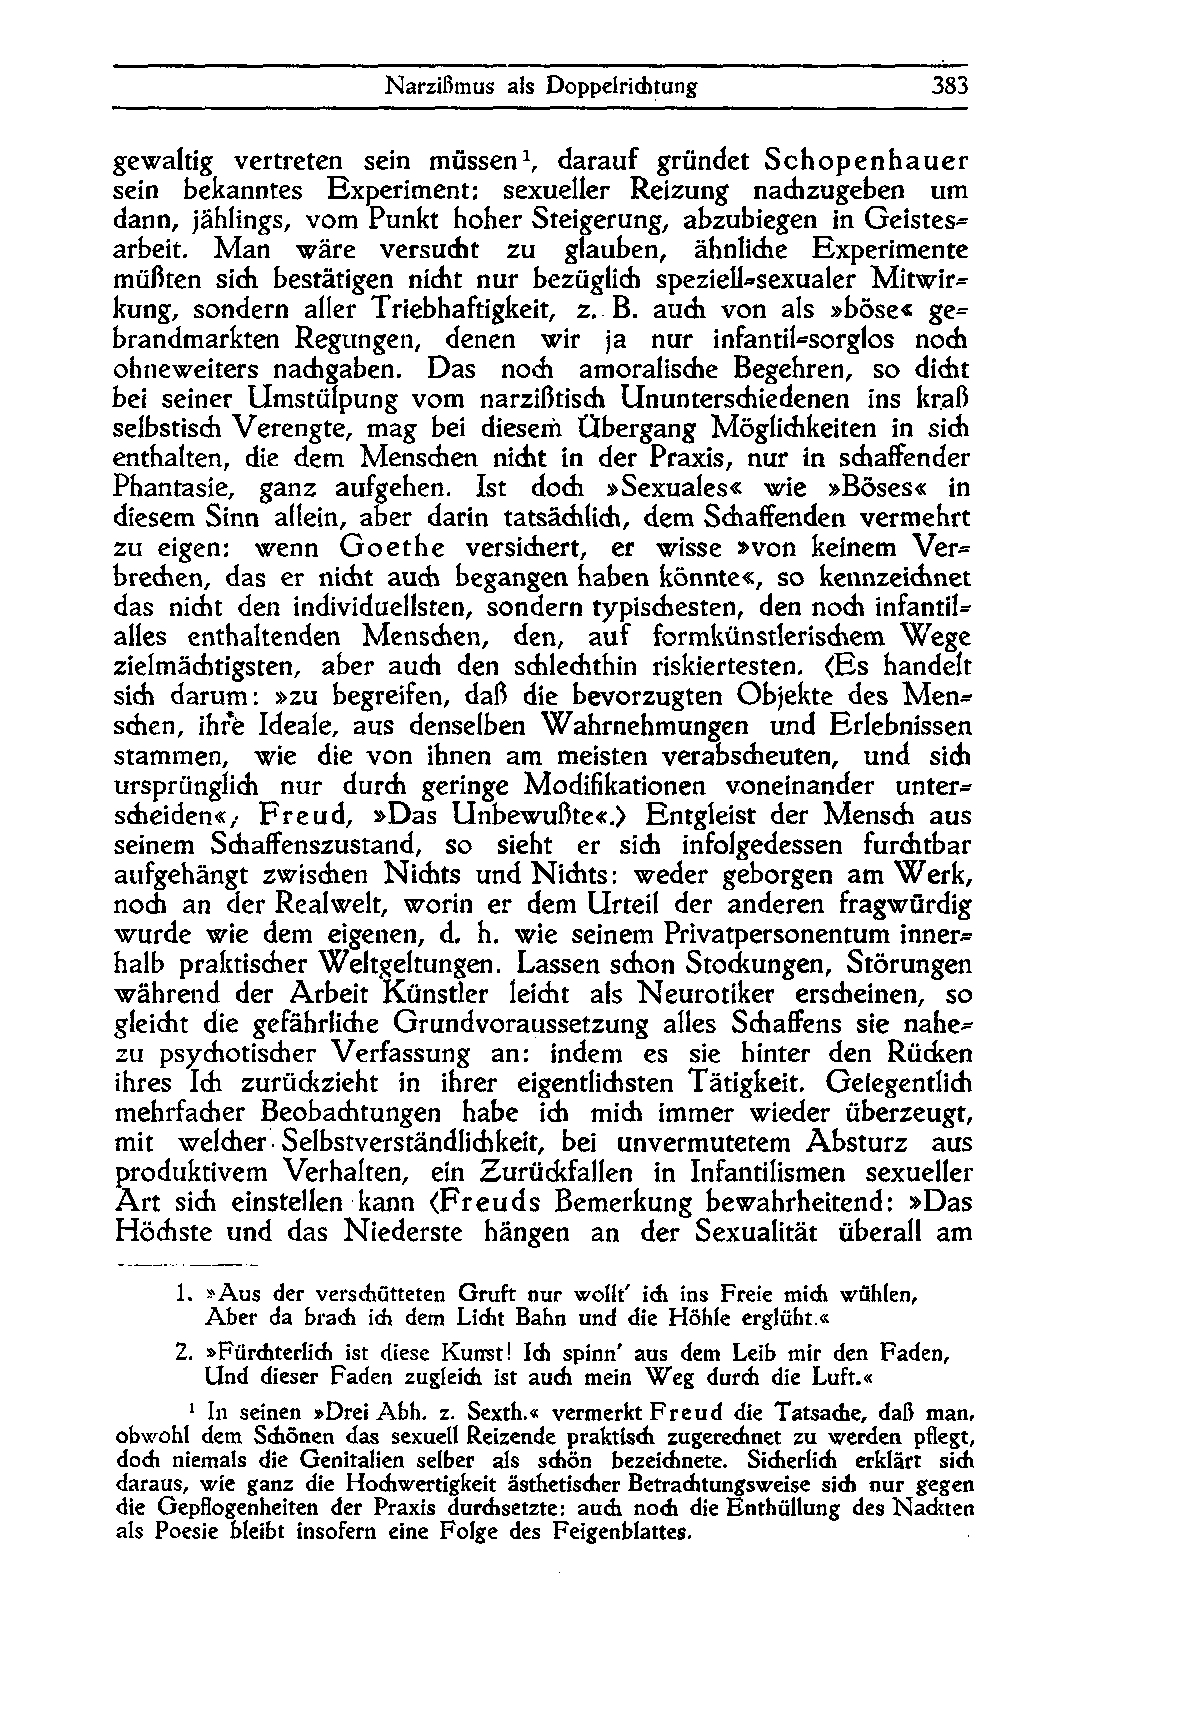 Narzißmus als Doppelrichtung 383
gewaltig vertreten sein müssen¹, darauf gründet Schopenhauer
sein bekanntes Experiment: sexueller Reizung nachzugeben um
dann, jählings, vom Punkt hoher Steigerung, abzubiegen in Geistes-
arbeit. Man wäre versucht zu glauben, ähnliche Experimente
müßten sich bestätigen nicht nur bezüglich speziell-sexualer Mitwir-
kung, sondern aller Triebhaftigkeit, z. B. auch von als »böse« ge-
brandmarkten Regungen, denen wir ja nur infantil-sorglos noch
ohneweiters nachgaben. Das noch amoralische Begehren, so dicht
bei seiner Umstülpung vom narzißtisch Ununterschiedenen ins kraß
selbstisch Verengte, mag bei diesem Übergang Möglichkeiten in sich
enthalten, die dem Menschen nicht in der Praxis, nur in schaffender
Phantasie, ganz aufgehen. Ist doch »Sexuales« wie »Böses« in
diesem Sinn allein, aber darin tatsächlich, dem Schaffenden vermehrt
zu eigen: wenn Goethe versichert, er wisse »von keinem Ver-
brechen, das er nicht auch begangen haben könnte«, so kennzeichnet
das nicht den individuellsten, sondern typischesten, den noch infantil-
alles enthaltenden Menschen, den, auf formkünstlerischem Wege
zielmächtigsten, aber auch den schlechthin riskiertesten. (Es handelt
sich darum: »zu begreifen, daß die bevorzugten Objekte des Men-
schen, ihre Ideale, aus denselben Wahrnehmungen und Erlebnissen
stammen, wie die von ihnen am meisten verabscheuten, und sich
ursprünglich nur durch geringe Modifikationen voneinander unter-
scheiden«; Freud, »Das Unbewußte«.) Entgleist der Mensch aus
seinem Schaffenszustand, so sieht er sich infolgedessen furchtbar
aufgehängt zwischen Nichts und Nichts: weder geborgen am Werk,
noch an der Realwelt, worin er dem Urteil der anderen fragwürdig
wurde wie dem eigenen, d. h. wie seinem Privatpersonentum inner-
halb praktischer Weltgeltungen. Lassen schon Stockungen, Störungen
während der Arbeit Künstler leicht als Neurotiker erscheinen, so
gleicht die gefährliche Grundvoraussetzung alles Schaffens sie nahe-
zu psychotischer Verfassung an: indem es sie hinter den Rücken
ihres Ich zurückzieht in ihrer eigentlichsten Tätigkeit. Gelegentlich
mehrfacher Beobachtungen habe ich mich immer wieder überzeugt,
mit welcher Selbstverständlichkeit, bei unvermutetem Absturz aus
produktivem Verhalten, ein Zurückfallen in Infantilismen sexueller
Art sich einstellen kann (Freuds Bemerkung bewahrheitend: »Das
Höchste und das Niederste hängen an der Sexualität überall am
1. »Aus der verschütteten Gruft nur wollt' ich ins Freie mich wühlen,
Aber da brach ich dem Licht Bahn und die Höhle erglüht.«
2. »Fürchterlich ist diese Kunst! Ich spinn' aus dem Leib mir den Faden,
Und dieser Faden zugleich ist auch mein Weg durch die Luft.«
¹ In seinen »Drei Abh. z. Sexth.« vermerkt Freud die Tatsache, daß man,
obwohl dem Schönen das sexuell Reizende praktisch zugerechnet zu werden pflegt,
doch niemals die Genitalien selber als schön bezeichnete. Sicherlich erklärt sich
daraus, wie ganz die Hochwertigkeit ästhetischer Betrachtungsweise sich nur gegen
die Gepflogenheiten der Praxis durchsetzte: auch noch die Enthüllung des Nackten
als Poesie bleibt insofern eine Folge des Feigenblattes.